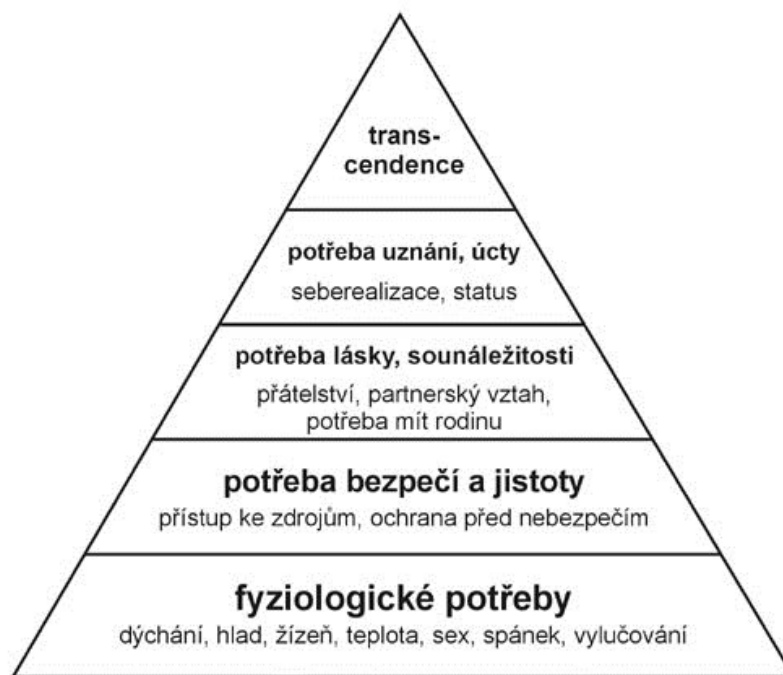 trans-
cendence
potřeba uznání, úcty
seberealizace, status
potřeba lásky, sounáležitosti
přátelství, partnerský vztah,
potřeba mít rodinu
potřeba bezpečí a jistoty
přístup ke zdrojům, ochrana před nebezpečím
fyziologické potřeby
dýchání, hlad, žízeň, teplota, sex, spánek, vylučování